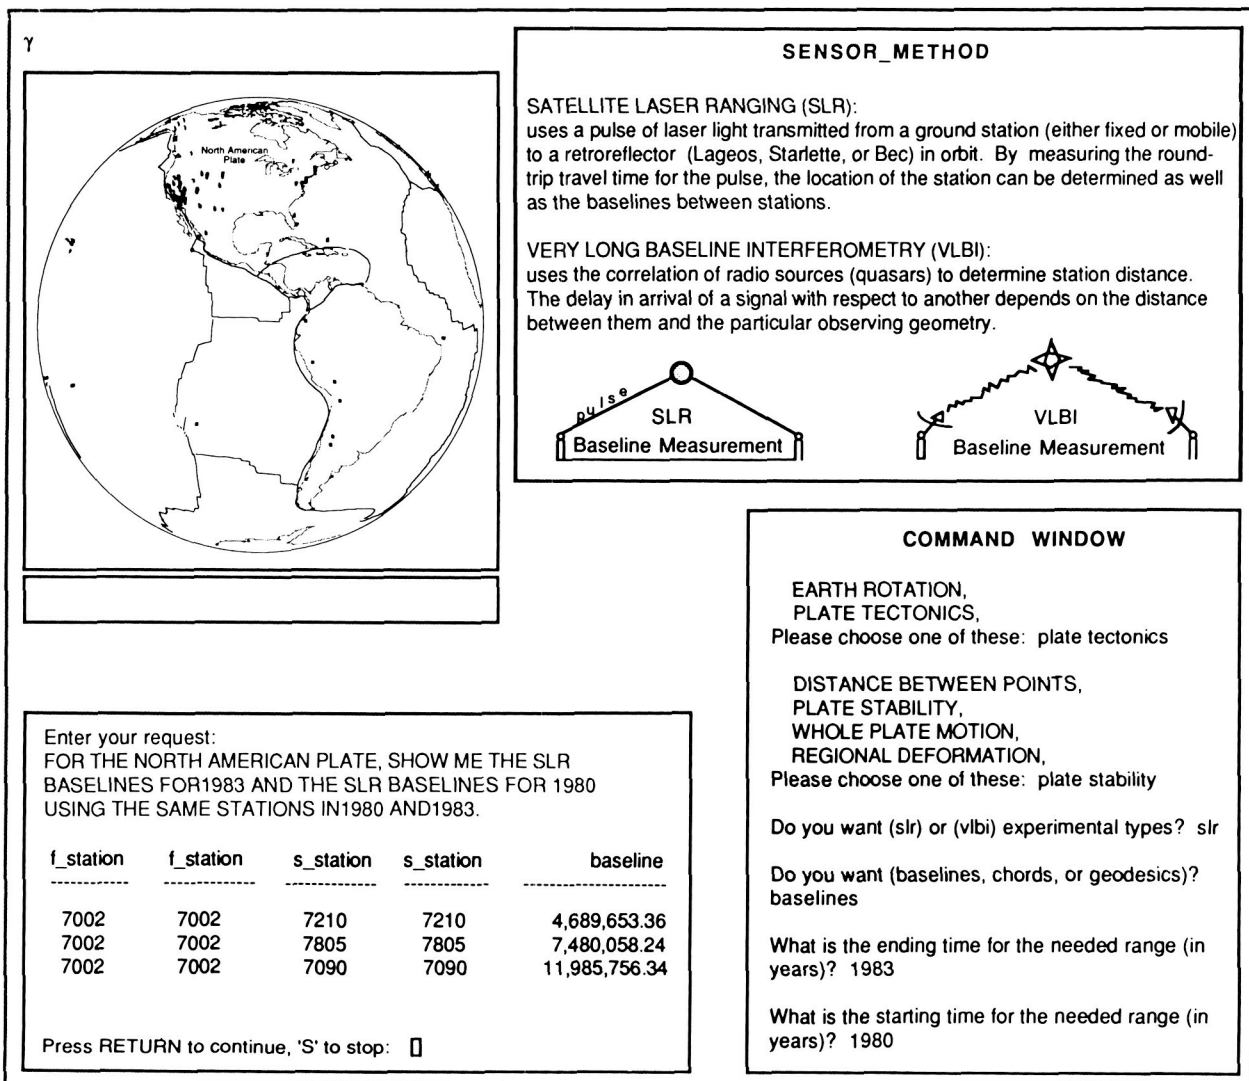 γ
North American
Plate
SENSOR_METHOD
SATELLITE LASER RANGING (SLR):
uses a pulse of laser light transmitted from a ground station (either fixed or mobile)
to a retroreflector (Lageos, Starlette, or Bec) in orbit. By measuring the round-
trip travel time for the pulse, the location of the station can be determined as well
as the baselines between stations.
VERY LONG BASELINE INTERFEROMETRY (VLBI):
uses the correlation of radio sources (quasars) to determine station distance.
The delay in arrival of a signal with respect to another depends on the distance
between them and the particular observing geometry.
pulse
SLR
Baseline Measurement
VLBI
Baseline Measurement
COMMAND WINDOW
EARTH ROTATION,
PLATE TECTONICS,
Please choose one of these: plate tectonics
DISTANCE BETWEEN POINTS,
PLATE STABILITY,
WHOLE PLATE MOTION,
REGIONAL DEFORMATION,
Please choose one of these: plate stability
Do you want (slr) or (vlbi) experimental types? slr
Do you want (baselines, chords, or geodesics)?
baselines
What is the ending time for the needed range (in
years)? 1983
What is the starting time for the needed range (in
years)? 1980
Enter your request:
FOR THE NORTH AMERICAN PLATE, SHOW ME THE SLR
BASELINES FOR1983 AND THE SLR BASELINES FOR 1980
USING THE SAME STATIONS IN1980 AND1983.
f_station f_station s_station s_station baseline
7002 7002 7210 7210 4,689,653.36
7002 7002 7805 7805 7,480,058.24
7002 7002 7090 7090 11,985,756.34
Press RETURN to continue, 'S' to stop: